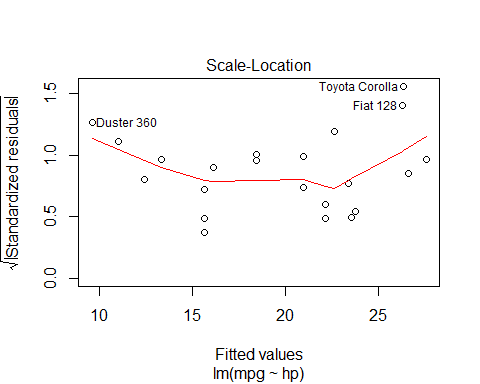 Scale-Location
√|Standardized residuals|
1.5
1.0
0.5
0.0
Toyota Corolla
Fiat 128
Duster 360
10 15 20 25
Fitted values
lm(mpg ~ hp)